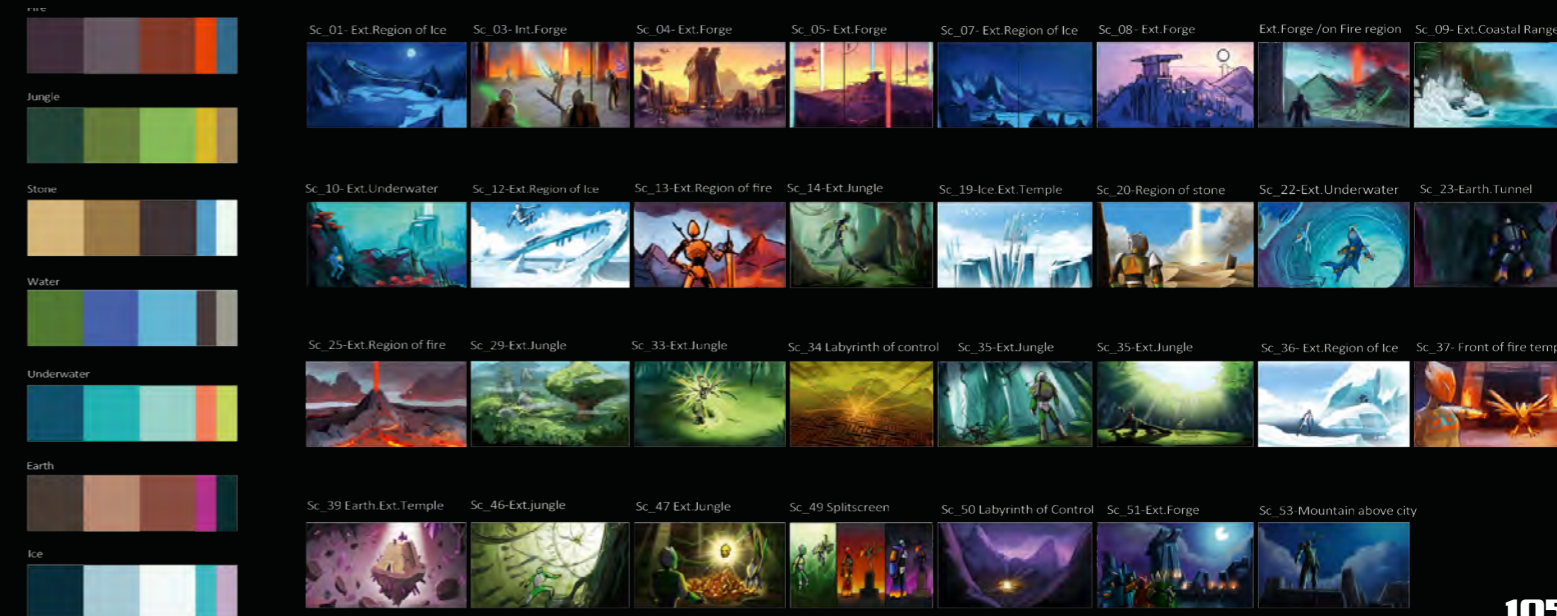 Fire
Jungle
Stone
Water
Underwater
Earth
Ice
Sc_01- Ext.Region of Ice
Sc_03- Int.Forge
Sc_04- Ext.Forge
Sc_05- Ext.Forge
Sc_07- Ext.Region of Ice
Sc_08- Ext.Forge
Ext.Forge /on Fire region
Sc_09- Ext.Coastal Range
Sc_10- Ext.Underwater
Sc_12-Ext.Region of Ice
Sc_13-Ext.Region of fire
Sc_14-Ext.Jungle
Sc_19-Ice.Ext.Temple
Sc_20-Region of stone
Sc_22-Ext.Underwater
Sc_23-Earth.Tunnel
Sc_25-Ext.Region of fire
Sc_29-Ext.Jungle
Sc_33-Ext.Jungle
Sc_34 Labyrinth of control
Sc_35-Ext.Jungle
Sc_35-Ext.Jungle
Sc_36- Ext.Region of Ice
Sc_37- Front of fire temp
Sc_39 Earth.Ext.Temple
Sc_46-Ext.jungle
Sc_47 Ext.Jungle
Sc_49 Splitscreen
Sc_50 Labyrinth of Control
Sc_51-Ext.Forge
Sc_53-Mountain above city